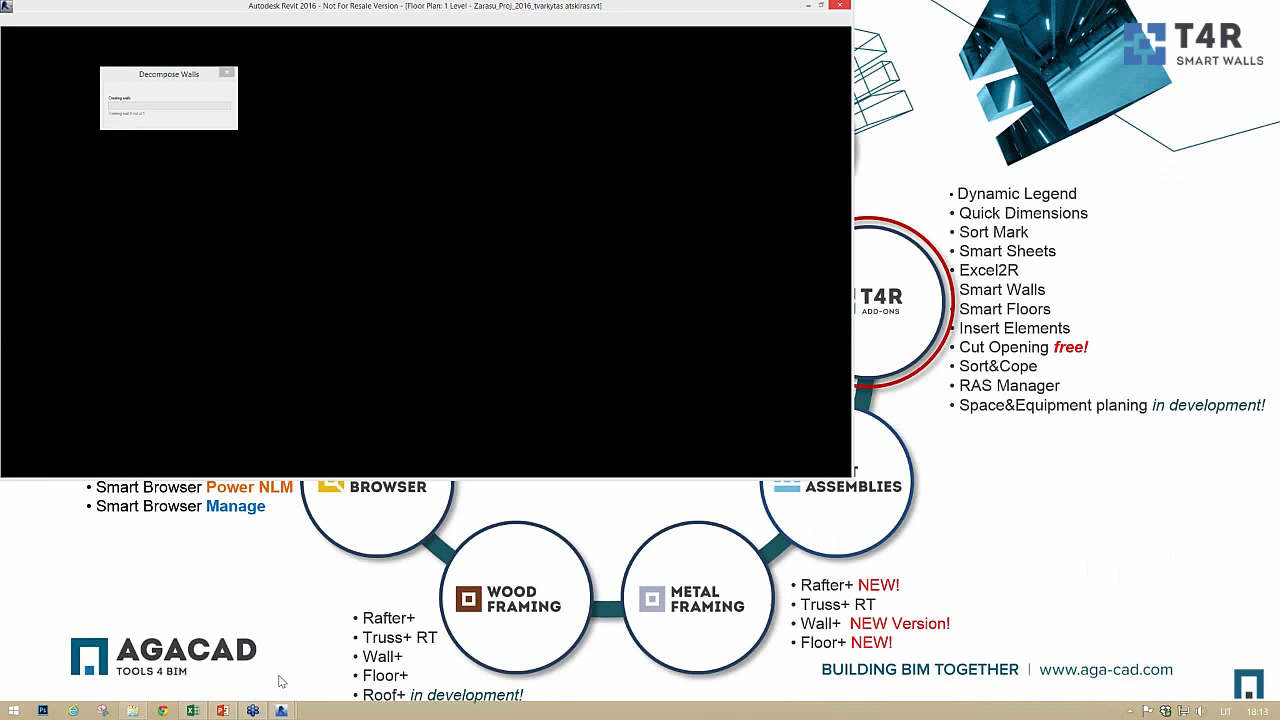 Autodesk Revit 2016 - Not For Resale Version - [Floor Plan: 1 Level - Zarasu_Proj_2016_tvarkytas atskiras.rvt]
Decompose Walls
Creating walls
T4R
SMART WALLS
• Dynamic Legend
• Quick Dimensions
• Sort Mark
• Smart Sheets
• Excel2R
Smart Walls
• Smart Floors
• Insert Elements
• Cut Opening free!
• Sort&Cope
• RAS Manager
• Space&Equipment planing in development!
T4R
ADD-ONS
• Smart Browser Power NLM
• Smart Browser Manage
BROWSER
T
ASSEMBLIES
WOOD
FRAMING
METAL
FRAMING
• Rafter+ NEW!
• Truss+ RT
• Wall+ NEW Version!
• Floor+ NEW!
• Rafter+
• Truss+ RT
• Wall+
• Floor+
• Roof+ in development!
AGACAD
TOOLS 4 BIM
BUILDING BIM TOGETHER | www.aga-cad.com
LIT 18:13